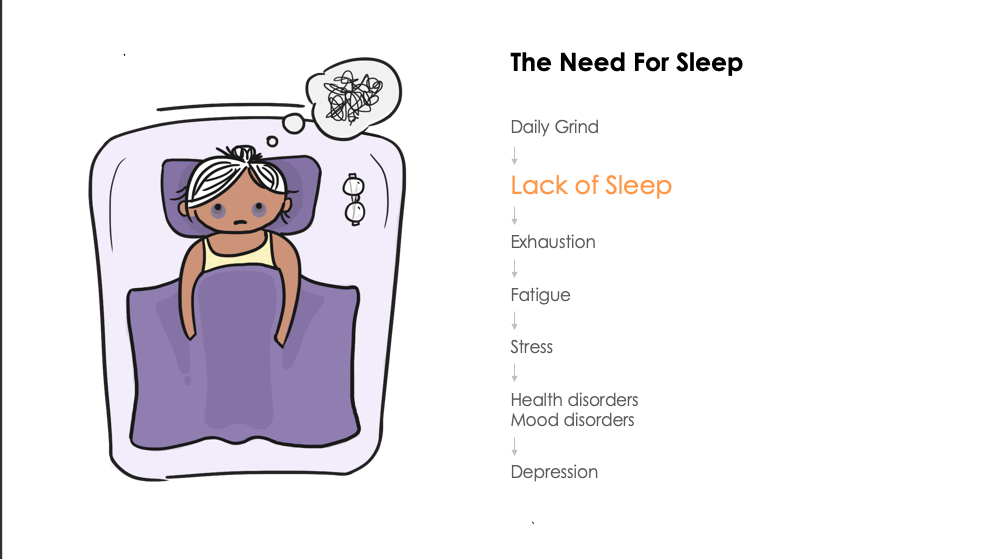 The Need For Sleep
Daily Grind
Lack of Sleep
Exhaustion
Fatigue
Stress
Health disorders
Mood disorders
Depression